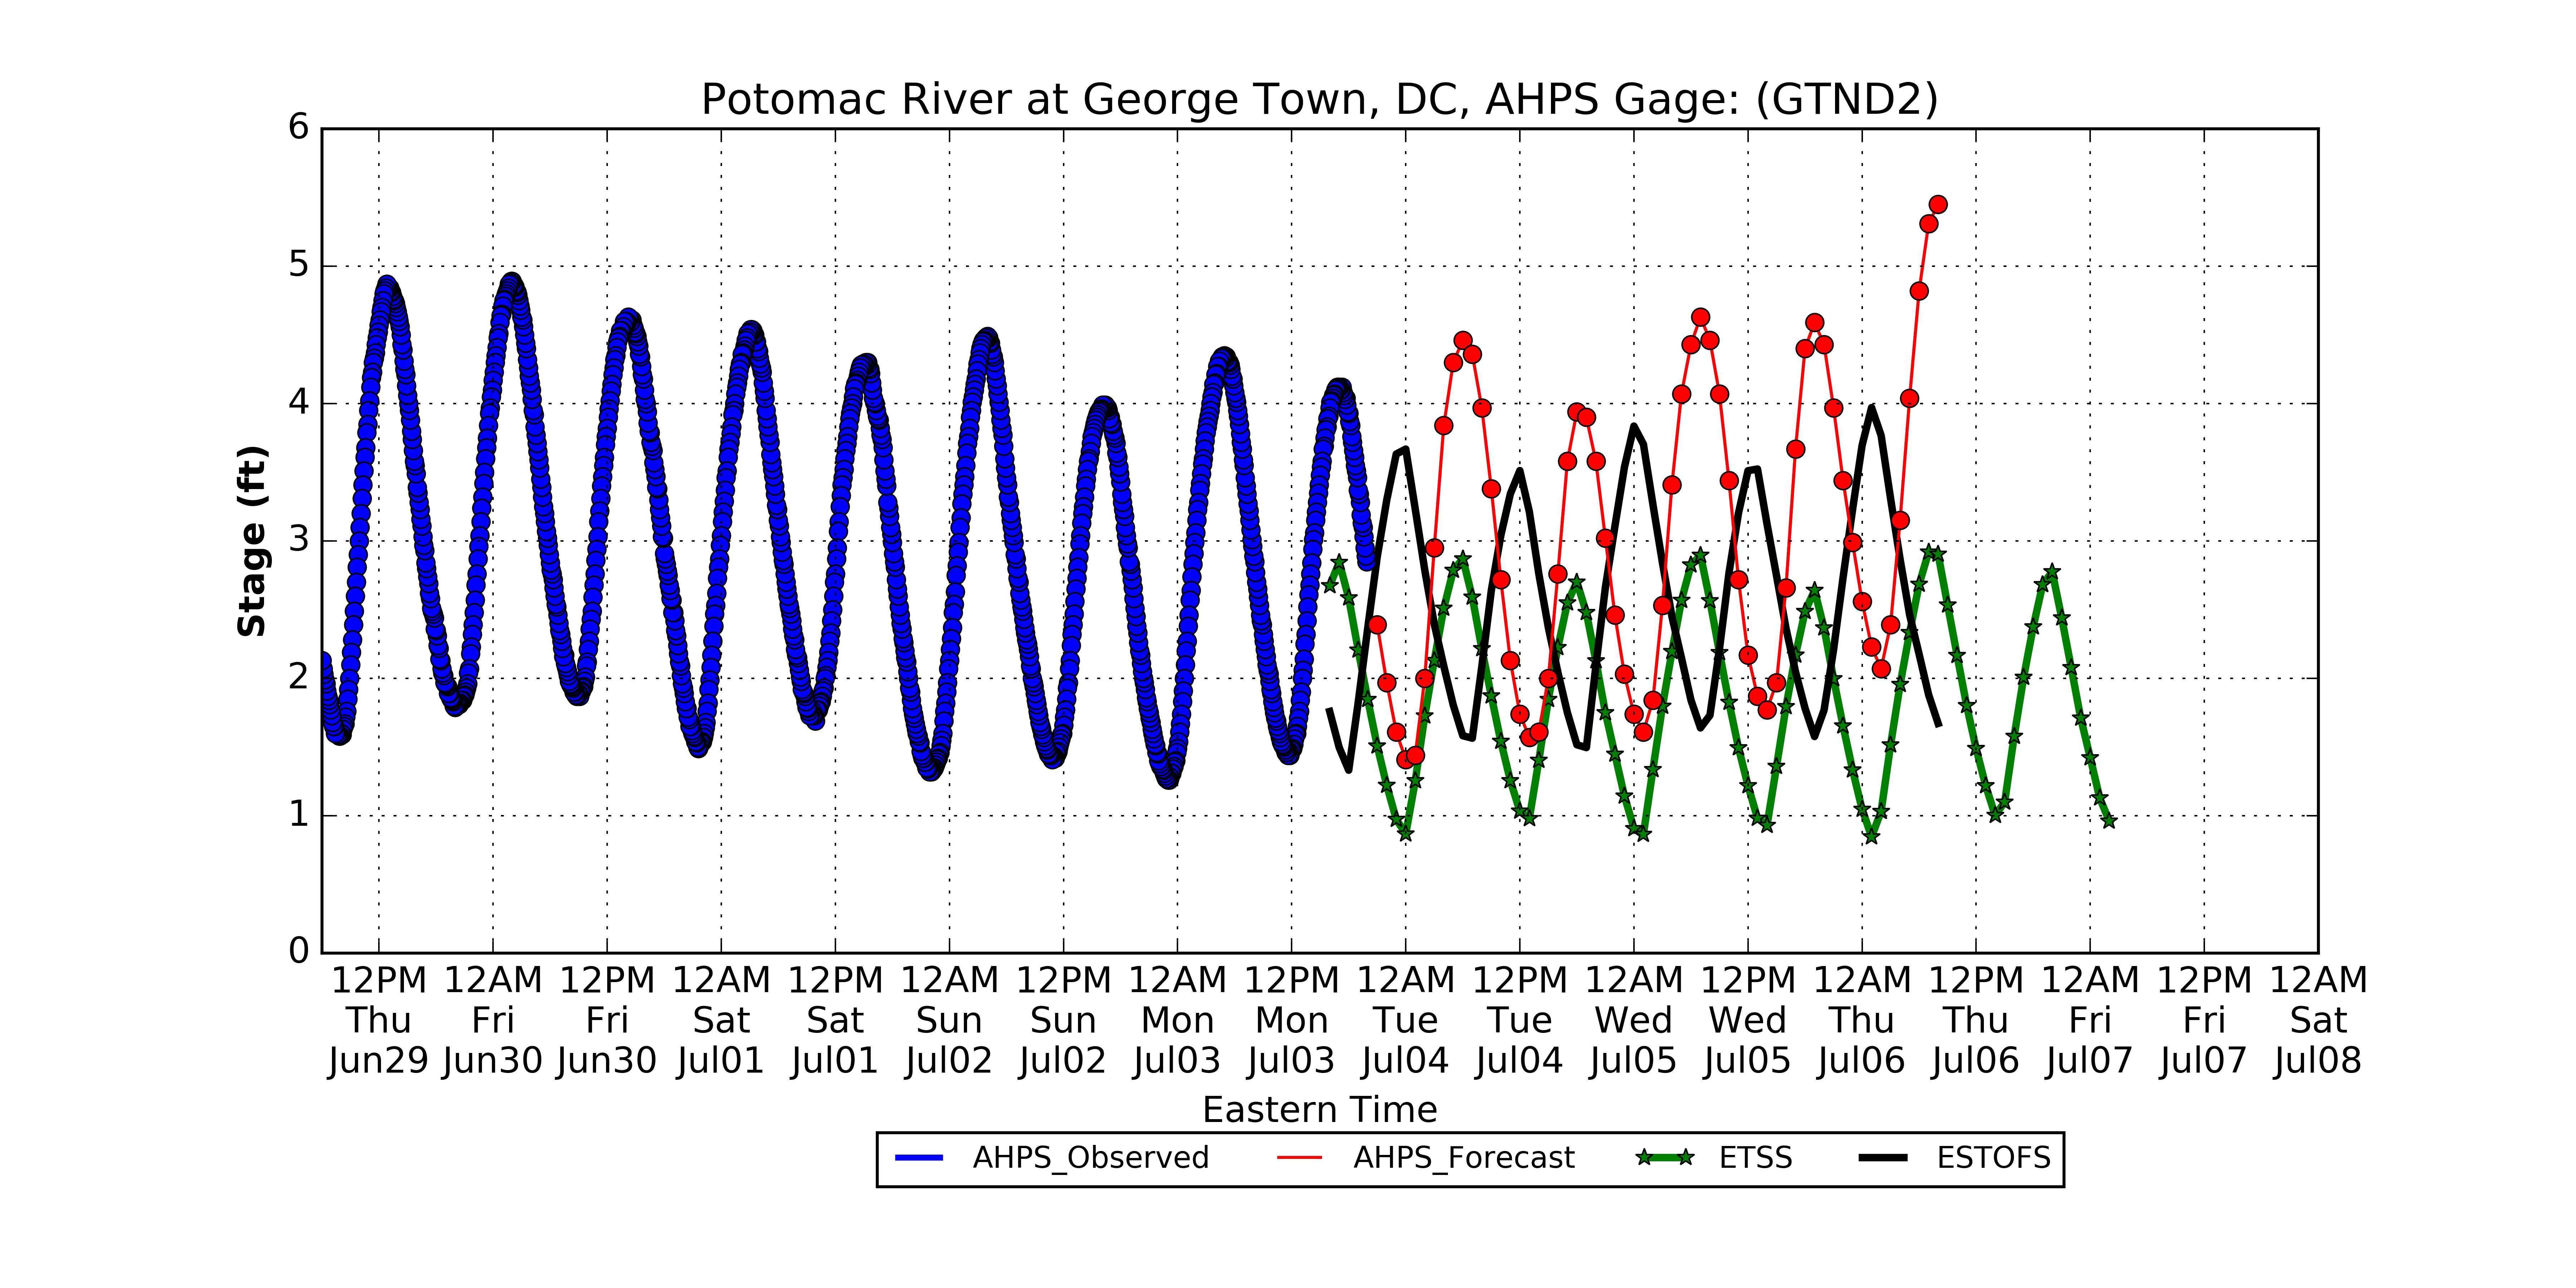 Potomac River at George Town, DC, AHPS Gage: (GTND2)
6
5
4
3
2
1
0
Stage (ft)
12PM 12AM 12PM 12AM 12PM 12AM 12PM 12AM 12PM 12AM 12PM 12AM 12PM 12AM 12PM 12AM 12PM 12AM
Thu Fri Fri Sat Sat Sun Sun Mon Mon Tue Tue Wed Wed Thu Thu Fri Fri Sat
Jun29 Jun30 Jun30 Jul01 Jul01 Jul02 Jul02 Jul03 Jul03 Jul04 Jul04 Jul05 Jul05 Jul06 Jul06 Jul07 Jul07 Jul08
Eastern Time
AHPS_Observed AHPS_Forecast ETSS ESTOFS